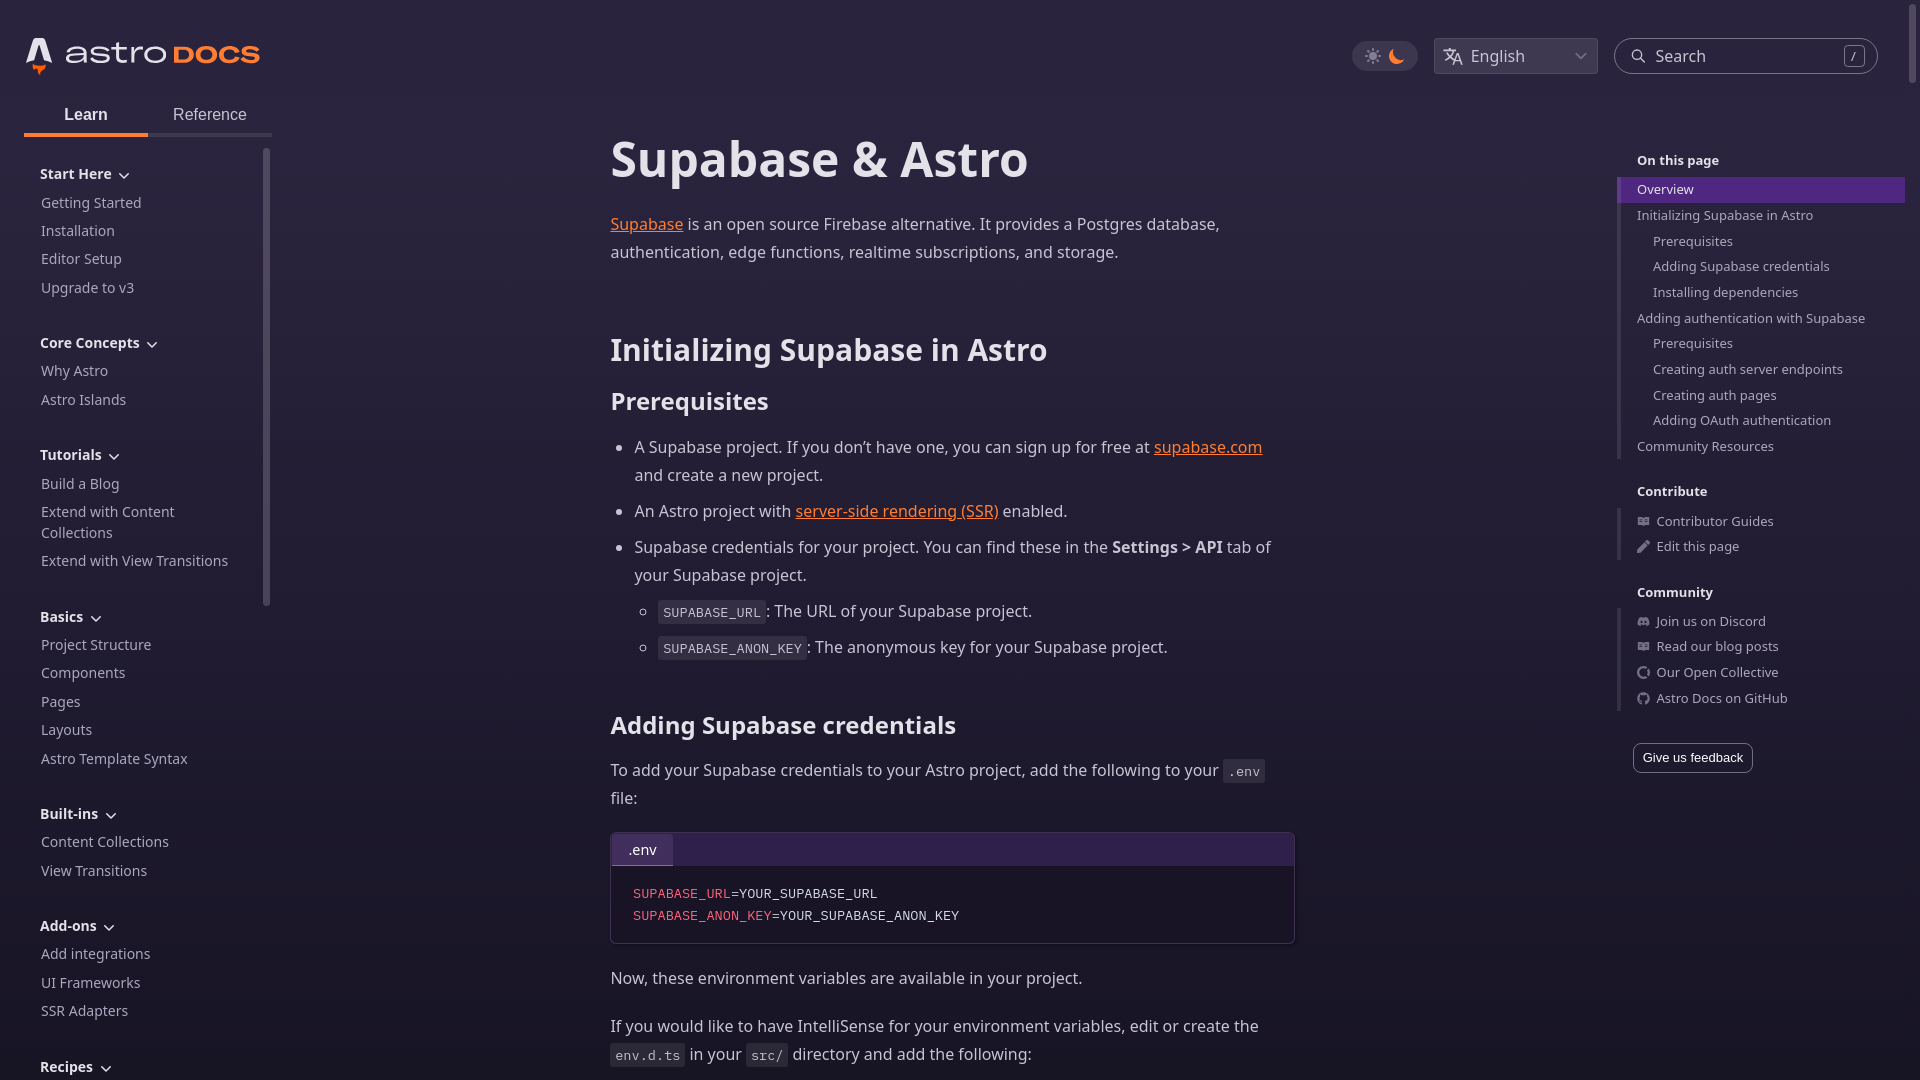 astro DOCS
English
Search
/
Learn
Reference
Start Here
Getting Started
Installation
Editor Setup
Upgrade to v3
Core Concepts
Why Astro
Astro Islands
Tutorials
Build a Blog
Extend with Content
Collections
Extend with View Transitions
Basics
Project Structure
Components
Pages
Layouts
Astro Template Syntax
Built-ins
Content Collections
View Transitions
Add-ons
Add integrations
UI Frameworks
SSR Adapters
Recipes
Supabase & Astro
Supabase is an open source Firebase alternative. It provides a Postgres database,
authentication, edge functions, realtime subscriptions, and storage.
Initializing Supabase in Astro
Prerequisites
A Supabase project. If you don’t have one, you can sign up for free at supabase.com
and create a new project.
An Astro project with server-side rendering (SSR) enabled.
Supabase credentials for your project. You can find these in the Settings > API tab of
your Supabase project.
SUPABASE_URL: The URL of your Supabase project.
SUPABASE_ANON_KEY: The anonymous key for your Supabase project.
Adding Supabase credentials
To add your Supabase credentials to your Astro project, add the following to your .env
file:
.env
SUPABASE_URL=YOUR_SUPABASE_URL
SUPABASE_ANON_KEY=YOUR_SUPABASE_ANON_KEY
Now, these environment variables are available in your project.
If you would like to have IntelliSense for your environment variables, edit or create the
env.d.ts in your src/ directory and add the following:
On this page
Overview
Initializing Supabase in Astro
Prerequisites
Adding Supabase credentials
Installing dependencies
Adding authentication with Supabase
Prerequisites
Creating auth server endpoints
Creating auth pages
Adding OAuth authentication
Community Resources
Contribute
Contributor Guides
Edit this page
Community
Join us on Discord
Read our blog posts
Our Open Collective
Astro Docs on GitHub
Give us feedback